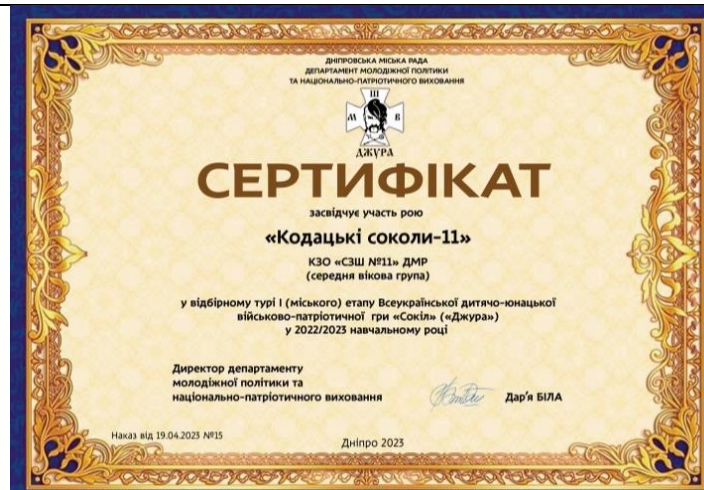 ДНІПРОВСЬКА МІСЬКА РАДА
ДЕПАРТАМЕНТ МОЛОДІЖНОЇ ПОЛІТИКИ
ТА НАЦІОНАЛЬНО-ПАТРІОТИЧНОГО ВИХОВАННЯ
Ш
М В
ДЖУРА
СЕРТИФІКАТ
засвідчує участь рою
«Кодацькі соколи-11»
КЗО «СЗШ №11» ДМР
(середня вікова група)
у відбірному турі І (міського) етапу Всеукраїнської дитячо-юнацької
військово-патріотичної гри «Сокіл» («Джура»)
у 2022/2023 навчальному році
Директор департаменту
молодіжної політики та
національно-патріотичного виховання Дар'я БІЛА
Наказ від 19.04.2023 №15
Дніпро 2023